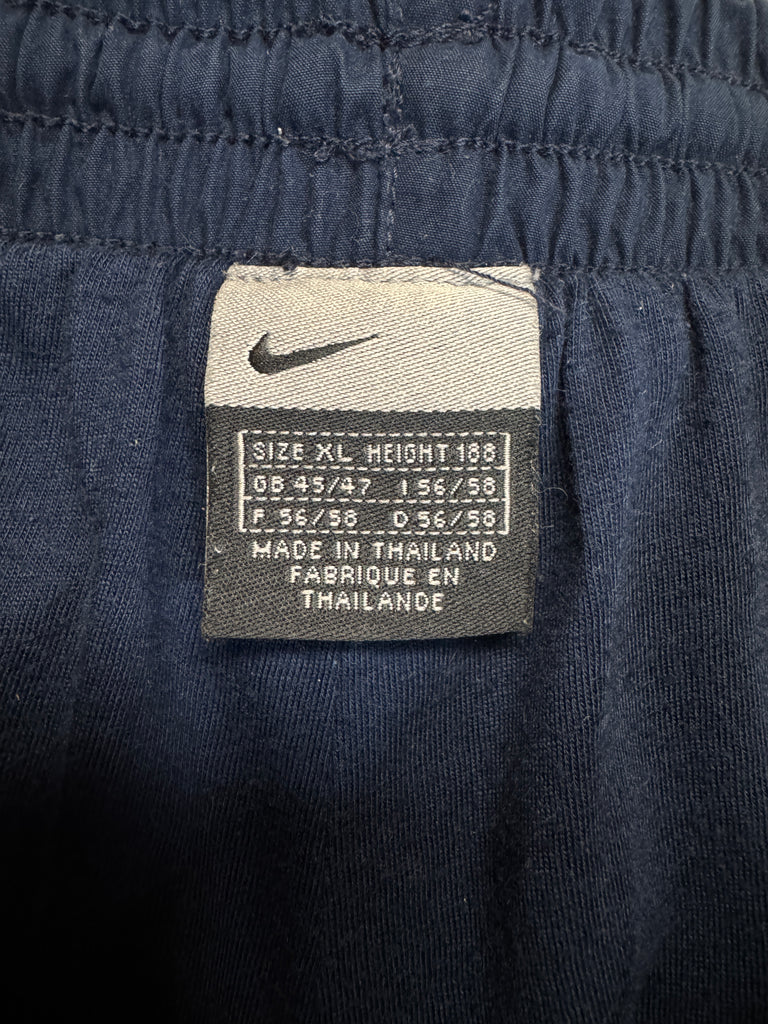 SIZE XL HEIGHT 188
GB 45/47 I.56/58
F.56/58 D.56/58
MADE IN THAILAND
FABRIQUE EN
THAILANDE